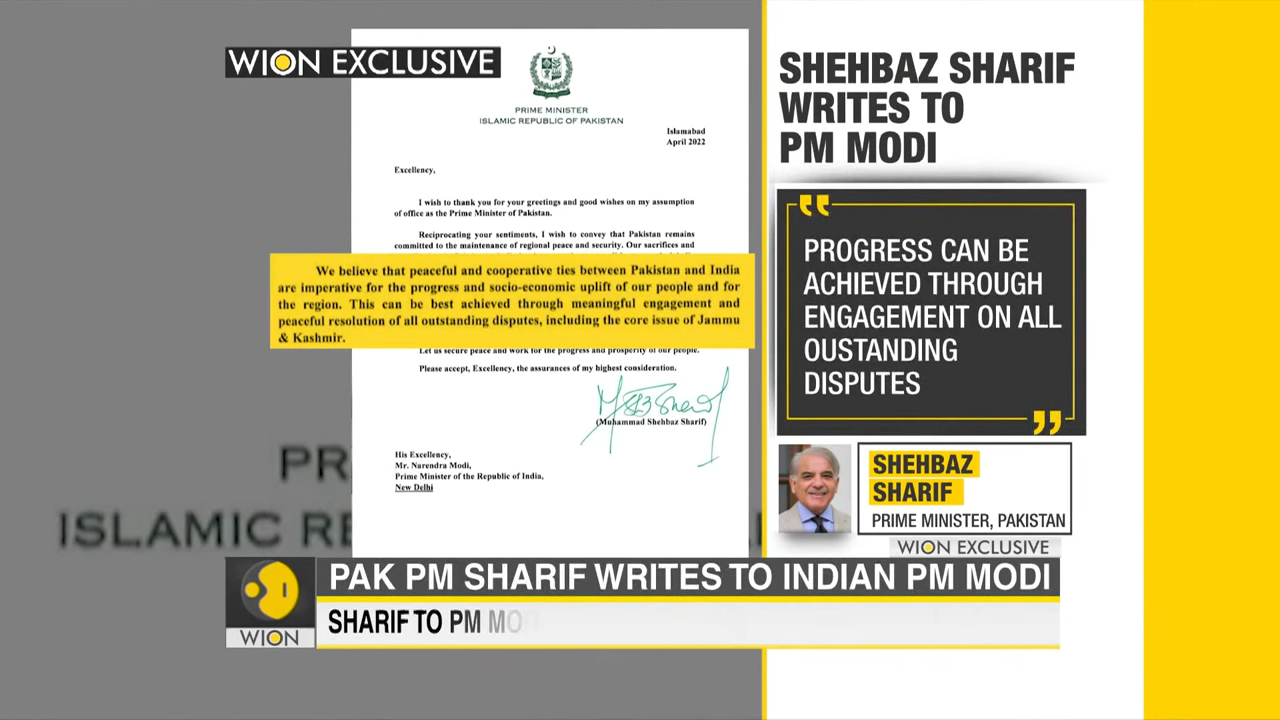 WION EXCLUSIVE
PRIME MINISTER
ISLAMIC REPUBLIC OF PAKISTAN
Islamabad
April 2022
Excellency,
I wish to thank you for your greetings and good wishes on my assumption
of office as the Prime Minister of Pakistan.
Reciprocating your sentiments, I wish to convey that Pakistan remains
committed to the maintenance of regional peace and security. Our sacrifices and
We believe that peaceful and cooperative ties between Pakistan and India
are imperative for the progress and socio-economic uplift of our people and for
the region. This can be best achieved through meaningful engagement and
peaceful resolution of all outstanding disputes, including the core issue of Jammu
& Kashmir.
Let us secure peace and work for the progress and prosperity of our people.
Please accept, Excellency, the assurances of my highest consideration.
(Muhammad Shehbaz Sharif)
His Excellency,
Mr. Narendra Modi,
Prime Minister of the Republic of India,
New Delhi
SHEHBAZ SHARIF
WRITES TO
PM MODI
"PROGRESS CAN BE
ACHIEVED THROUGH
ENGAGEMENT ON ALL
OUSTANDING
DISPUTES"
SHEHBAZ
SHARIF
PRIME MINISTER, PAKISTAN
WION EXCLUSIVE
PR
ISLAMIC RE
PAK PM SHARIF WRITES TO INDIAN PM MODI
SHARIF TO PM MO
WION